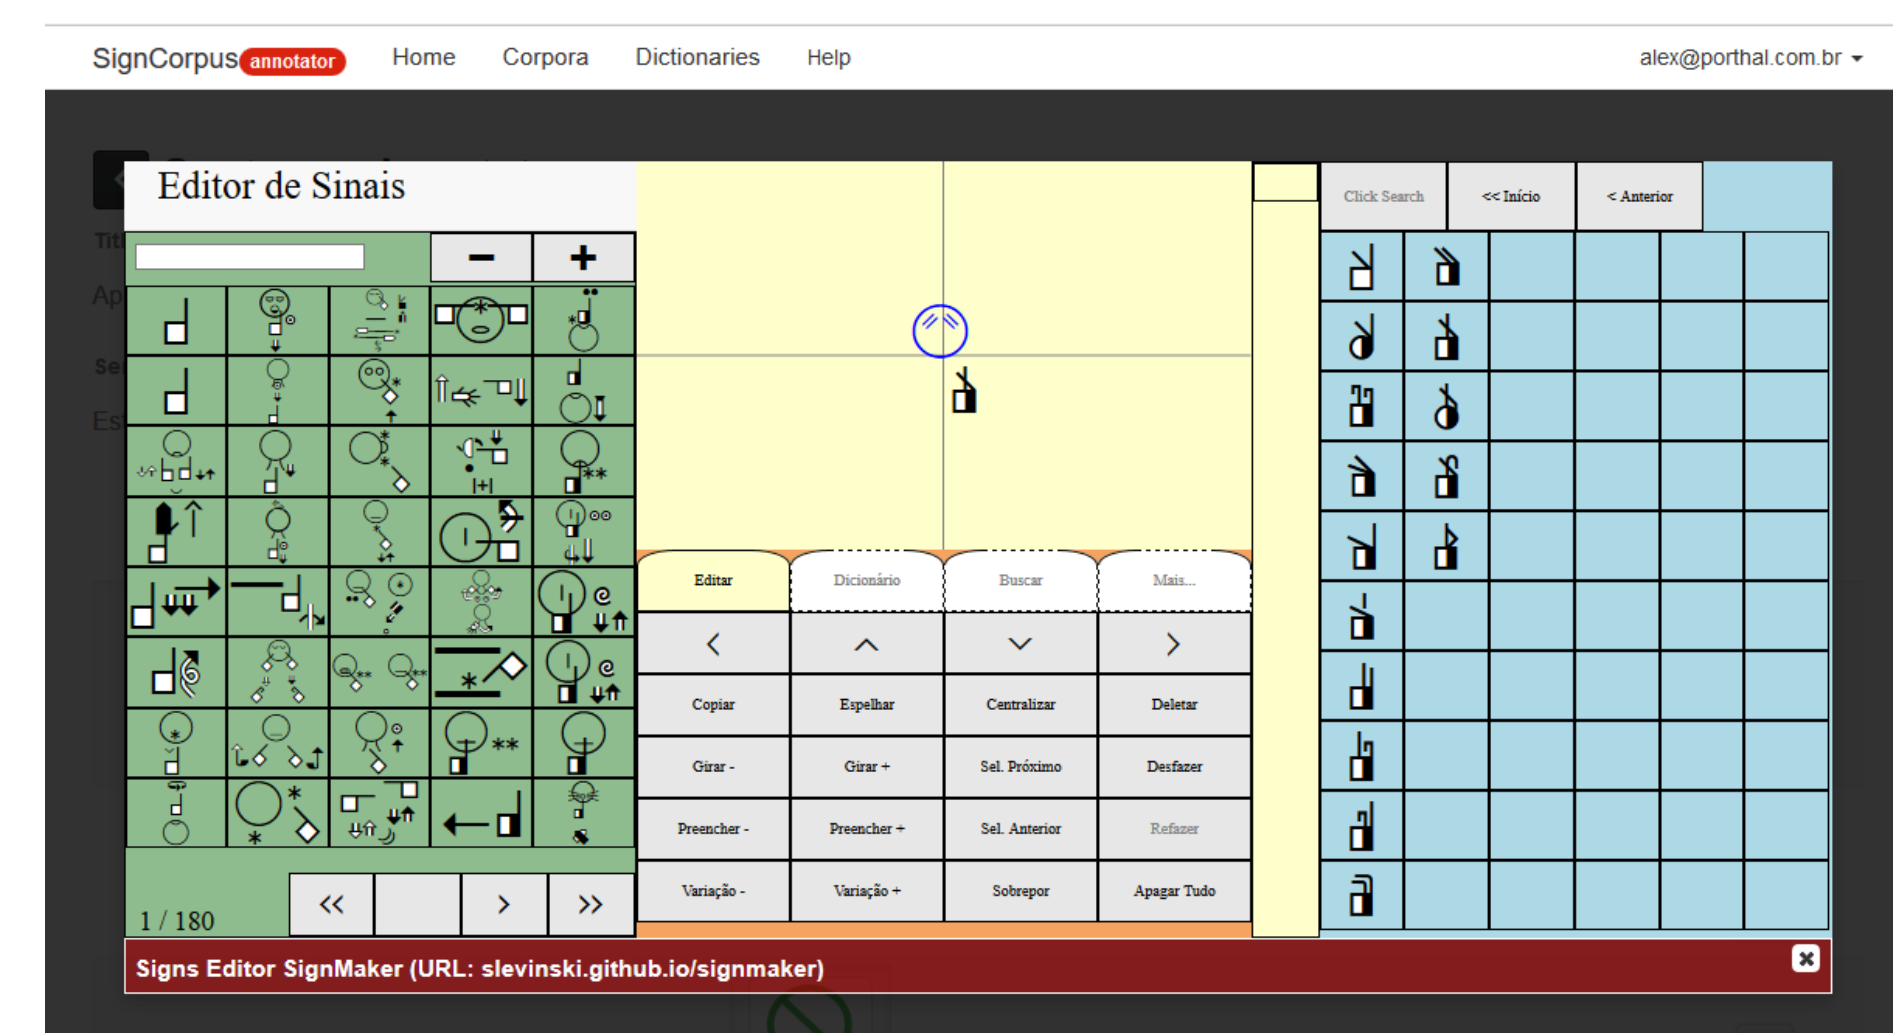 SignCorpus annotator Home Corpora Dictionaries Help alex@porthal.com.br
Editor de Sinais
Click Search << Início < Anterior
- +
Editar Dicionário Buscar Mais...
< ^ ˅ >
Copiar Espelhar Centralizar Deletar
Girar - Girar + Sel. Próximo Desfazer
Preencher - Preencher + Sel. Anterior Refazer
Variação - Variação + Sobrepor Apagar Tudo
1 / 180 << > >>
Signs Editor SignMaker (URL: slevinski.github.io/signmaker)